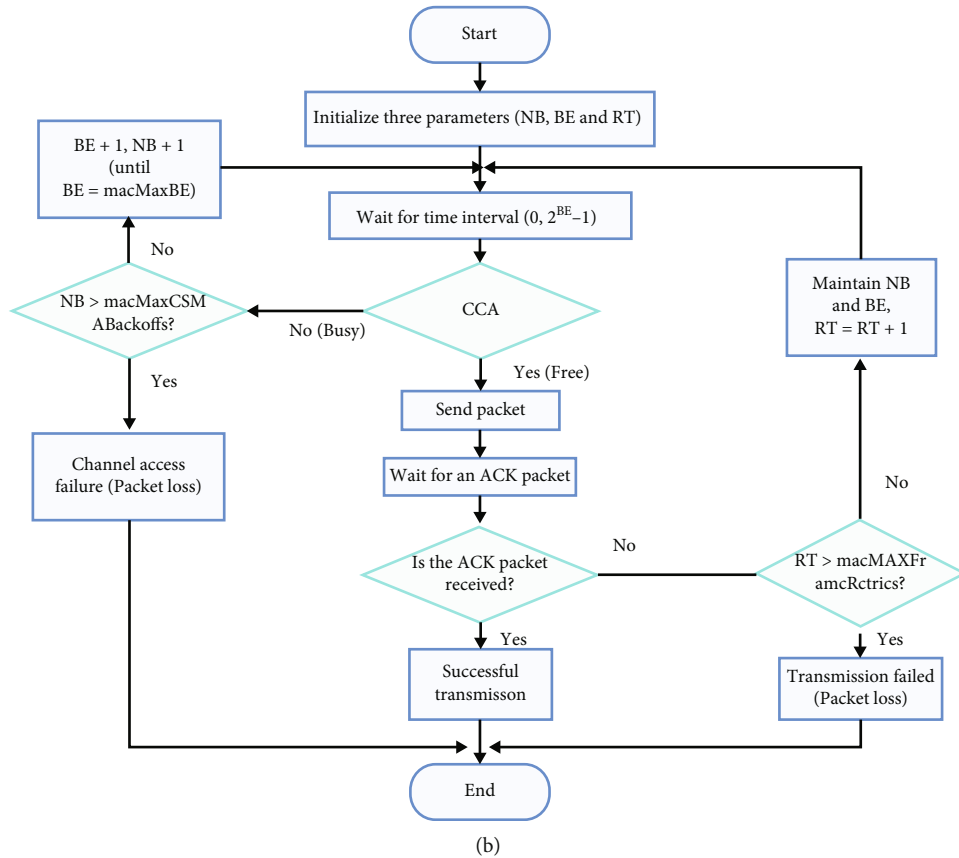 Start
Initialize three parameters (NB, BE and RT)
BE + 1, NB + 1
(until
BE = macMaxBE)
Wait for time interval (0, 2^BE–1)
No
NB > macMaxCSM
ABackoffs?
No (Busy)
CCA
Maintain NB
and BE,
RT = RT + 1
Yes
Yes (Free)
Send packet
Channel access
failure (Packet loss)
Wait for an ACK packet
No
Is the ACK packet
received?
No
RT > macMAXFr
amcRctrics?
Yes
Yes
Successful
transmisson
Transmission failed
(Packet loss)
End
(b)